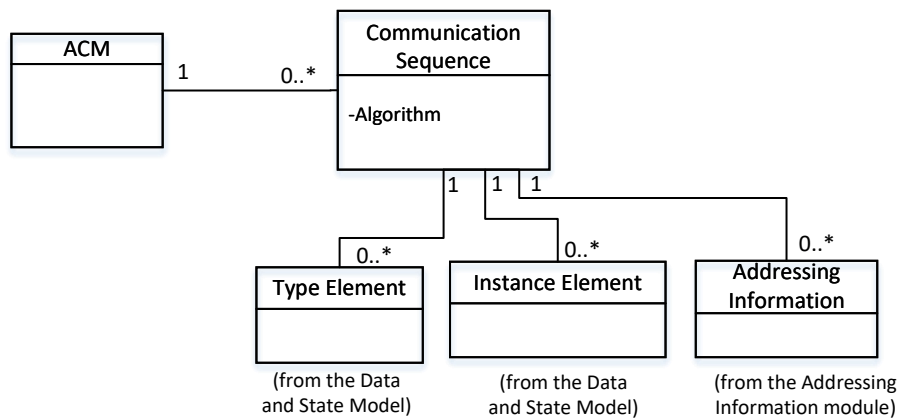 ACM
Communication
Sequence
1
0..*
-Algorithm
1
1
1
0..*
0..*
0..*
Type Element
Instance Element
Addressing
Information
(from the Data
and State Model)
(from the Data
and State Model)
(from the Addressing
Information module)